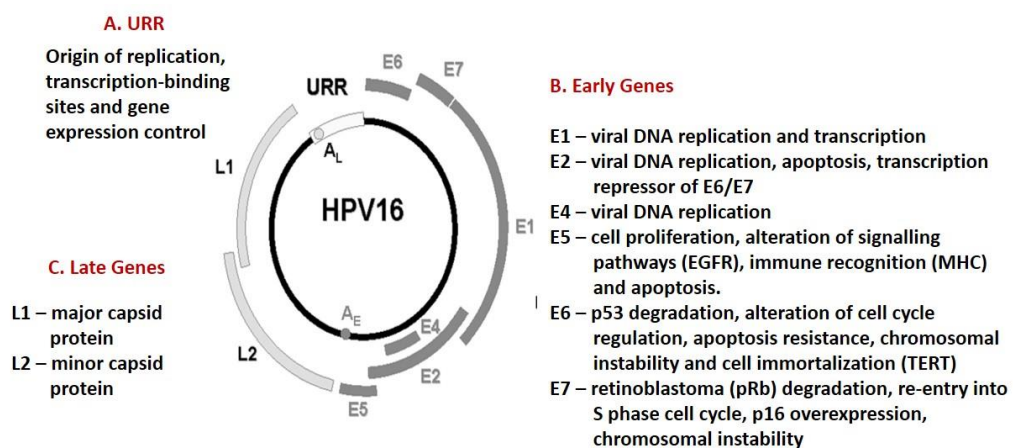 A. URR
Origin of replication,
transcription-binding
sites and gene
expression control
URR
E6
E7
A_L
L1
HPV16
E1
A_E
E4
L2
E2
E5
B. Early Genes
E1 – viral DNA replication and transcription
E2 – viral DNA replication, apoptosis, transcription
repressor of E6/E7
E4 – viral DNA replication
E5 – cell proliferation, alteration of signalling
pathways (EGFR), immune recognition (MHC)
and apoptosis.
E6 – p53 degradation, alteration of cell cycle
regulation, apoptosis resistance, chromosomal
instability and cell immortalization (TERT)
E7 – retinoblastoma (pRb) degradation, re-entry into
S phase cell cycle, p16 overexpression,
chromosomal instability
C. Late Genes
L1 – major capsid
protein
L2 – minor capsid
protein